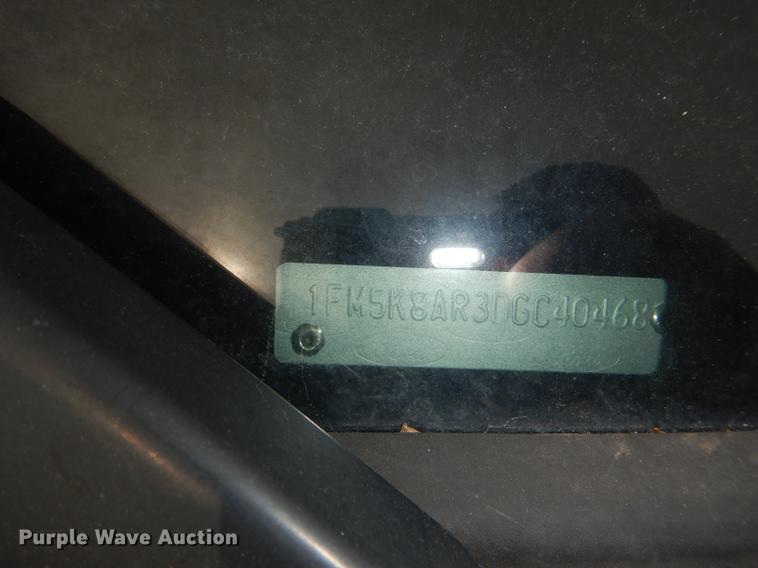 1FM5K8AR3DGC40468
Purple Wave Auction